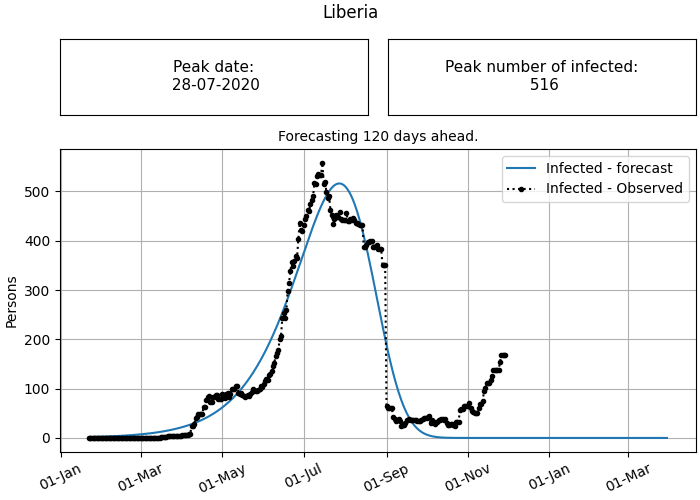 Liberia
Peak date:
28-07-2020
Peak number of infected:
516
Forecasting 120 days ahead.
Infected - forecast
Infected - Observed
Persons
500
400
300
200
100
0
01-Jan
01-Mar
01-May
01-Jul
01-Sep
01-Nov
01-Jan
01-Mar